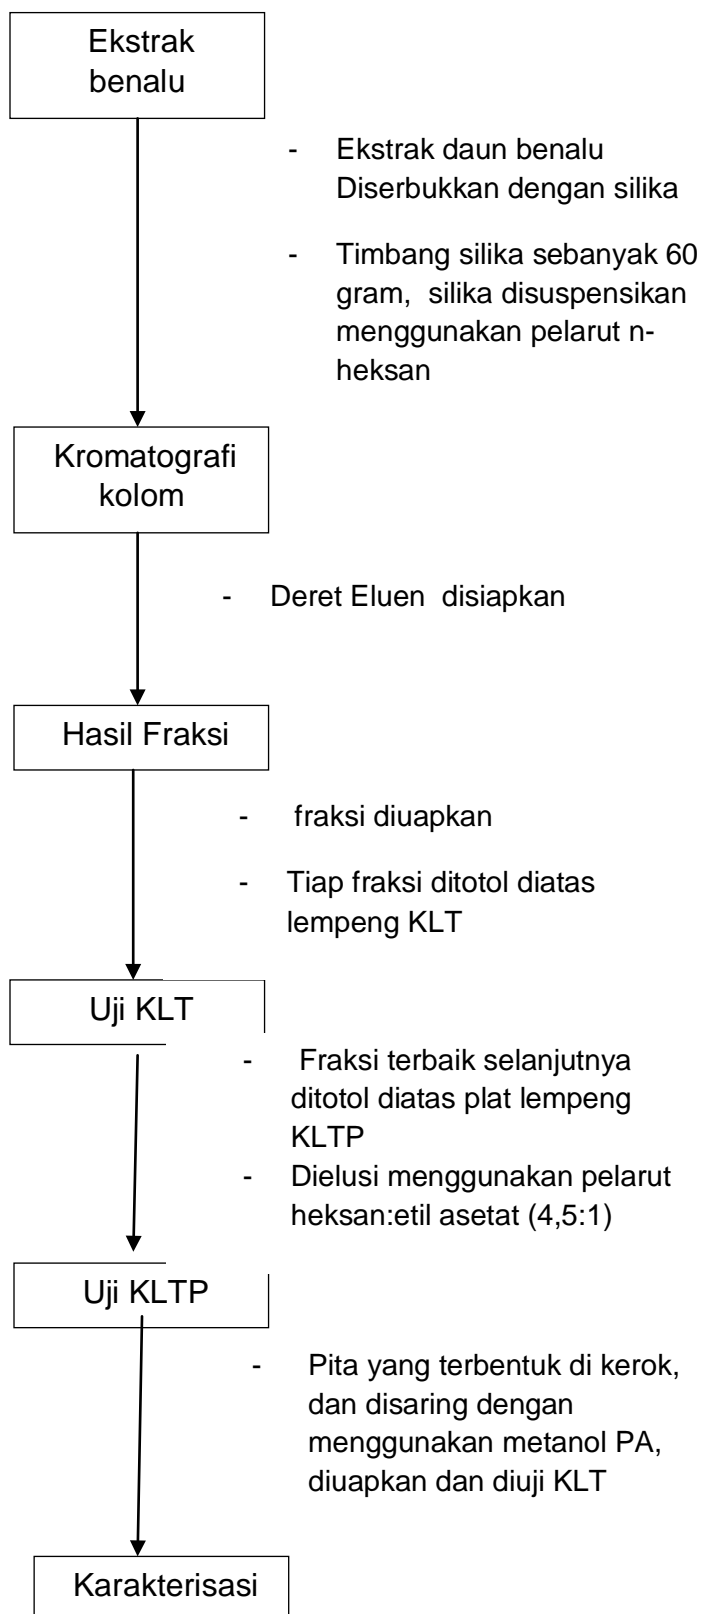 Ekstrak
benalu
- Ekstrak daun benalu
Diserbukkan dengan silika
- Timbang silika sebanyak 60
gram, silika disuspensikan
menggunakan pelarut n-
heksan
Kromatografi
kolom
- Deret Eluen disiapkan
Hasil Fraksi
- fraksi diuapkan
- Tiap fraksi ditotol diatas
lempeng KLT
Uji KLT
- Fraksi terbaik selanjutnya
ditotol diatas plat lempeng
KLTP
- Dielusi menggunakan pelarut
heksan:etil asetat (4,5:1)
Uji KLTP
- Pita yang terbentuk di kerok,
dan disaring dengan
menggunakan metanol PA,
diuapkan dan diuji KLT
Karakterisasi